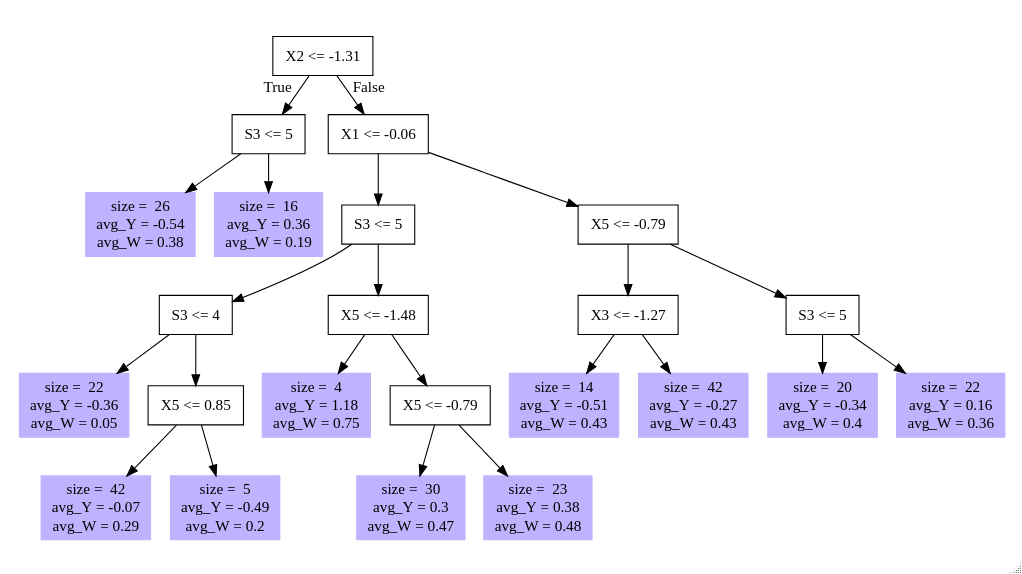 X2 <= -1.31
True
False
S3 <= 5
X1 <= -0.06
size =  26
avg_Y = -0.54
avg_W = 0.38
size =  16
avg_Y = 0.36
avg_W = 0.19
S3 <= 5
X5 <= -0.79
S3 <= 4
X5 <= -1.48
X3 <= -1.27
S3 <= 5
size =  22
avg_Y = -0.36
avg_W = 0.05
X5 <= 0.85
size =  4
avg_Y = 1.18
avg_W = 0.75
X5 <= -0.79
size =  14
avg_Y = -0.51
avg_W = 0.43
size =  42
avg_Y = -0.27
avg_W = 0.43
size =  20
avg_Y = -0.34
avg_W = 0.4
size =  22
avg_Y = 0.16
avg_W = 0.36
size =  42
avg_Y = -0.07
avg_W = 0.29
size =  5
avg_Y = -0.49
avg_W = 0.2
size =  30
avg_Y = 0.3
avg_W = 0.47
size =  23
avg_Y = 0.38
avg_W = 0.48